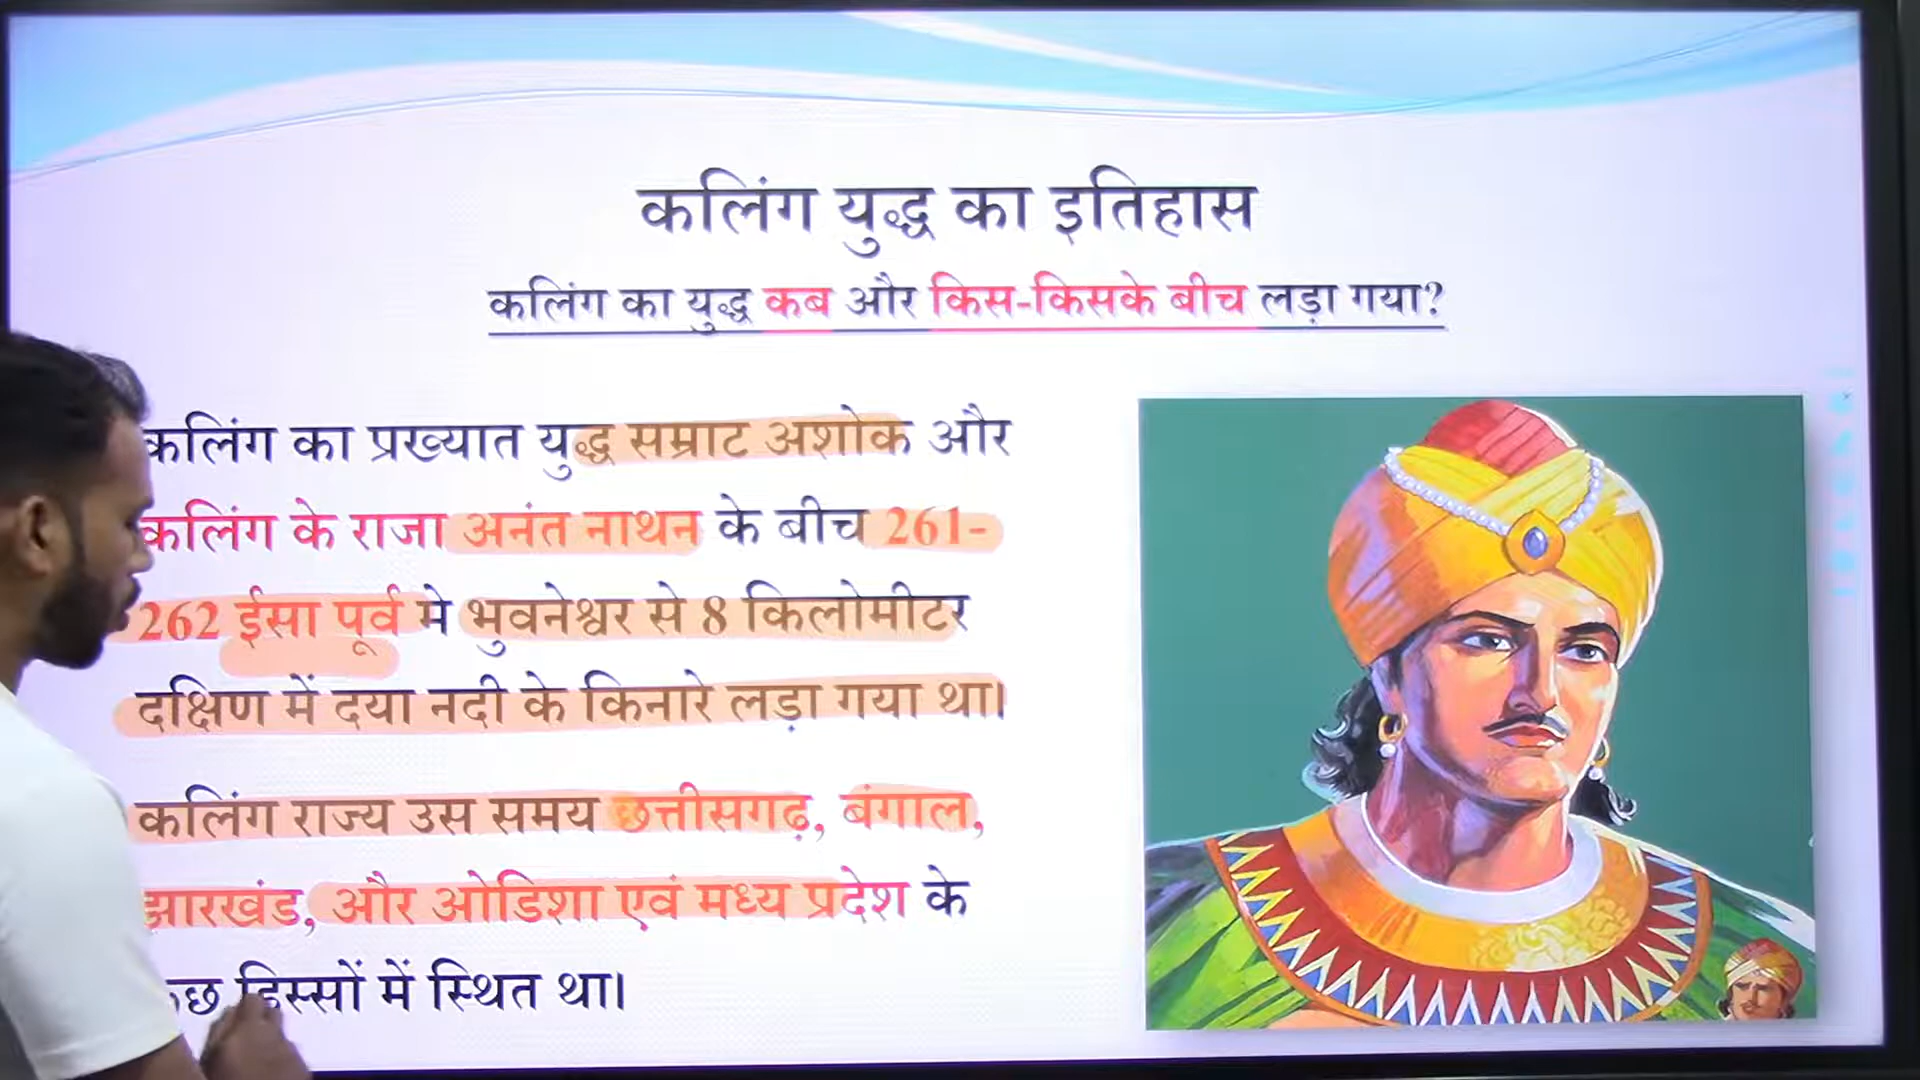 कलिंग युद्ध का इतिहास
कलिंग का युद्ध कब और किस-किसके बीच लड़ा गया?
कलिंग का प्रख्यात युद्ध सम्राट अशोक और
कलिंग के राजा अनंत नाथन के बीच 261-
262 ईसा पूर्व मे भुवनेश्वर से 8 किलोमीटर
दक्षिण में दया नदी के किनारे लड़ा गया था।
कलिंग राज्य उस समय छत्तीसगढ़, बंगाल,
झारखंड, और ओडिशा एवं मध्य प्रदेश के
कुछ हिस्सों में स्थित था।